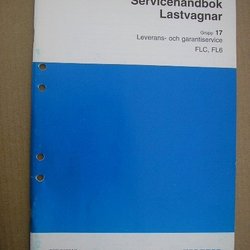 Servicehandbok
Lastvagnar
Grupp 17
Leverans- och garantiservice
FLC, FL6